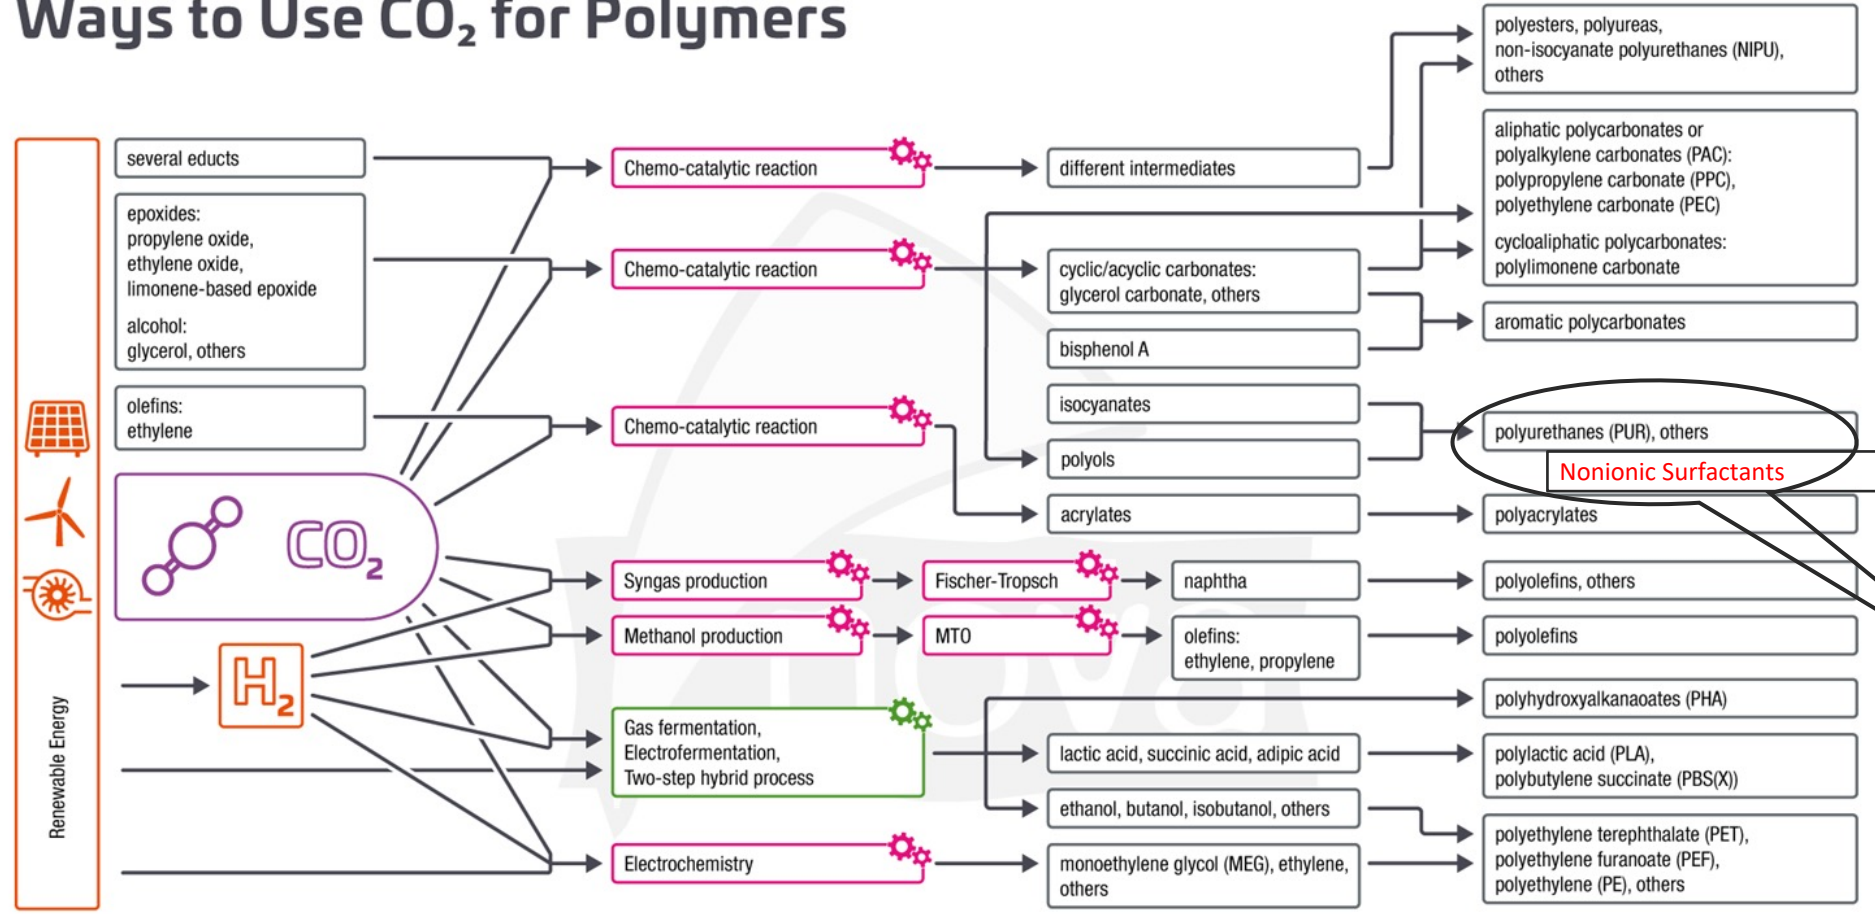 Ways to Use CO₂ for Polymers
several educts
epoxides:
propylene oxide,
ethylene oxide,
limonene-based epoxide
alcohol:
glycerol, others
olefins:
ethylene
CO₂
H₂
Renewable Energy
Chemo-catalytic reaction
Chemo-catalytic reaction
Chemo-catalytic reaction
Syngas production
Fischer-Tropsch
Methanol production
MTO
Gas fermentation,
Electrofermentation,
Two-step hybrid process
Electrochemistry
different intermediates
cyclic/acyclic carbonates:
glycerol carbonate, others
bisphenol A
isocyanates
polyols
acrylates
naphtha
olefins:
ethylene, propylene
lactic acid, succinic acid, adipic acid
ethanol, butanol, isobutanol, others
monoethylene glycol (MEG), ethylene,
others
polyesters, polyureas,
non-isocyanate polyurethanes (NIPU),
others
aliphatic polycarbonates or
polyalkylene carbonates (PAC):
polypropylene carbonate (PPC),
polyethylene carbonate (PEC)
cycloaliphatic polycarbonates:
polylimonene carbonate
aromatic polycarbonates
polyurethanes (PUR), others
Nonionic Surfactants
polyacrylates
polyolefins, others
polyolefins
polyhydroxyalkanaoates (PHA)
polylactic acid (PLA),
polybutylene succinate (PBS(X))
polyethylene terephthalate (PET),
polyethylene furanoate (PEF),
polyethylene (PE), others
nova